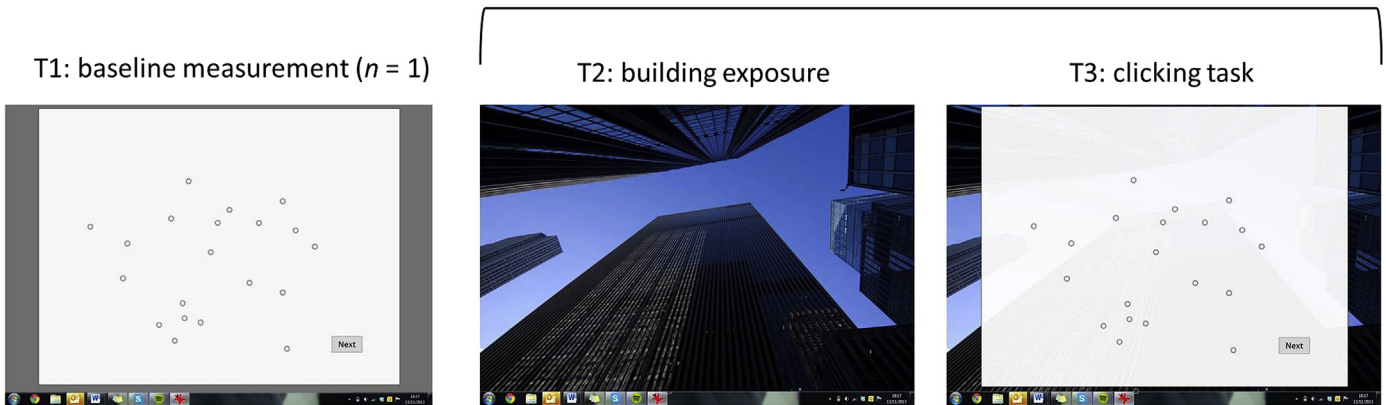 T1: baseline measurement (n = 1)
T2: building exposure
T3: clicking task
Next
Next